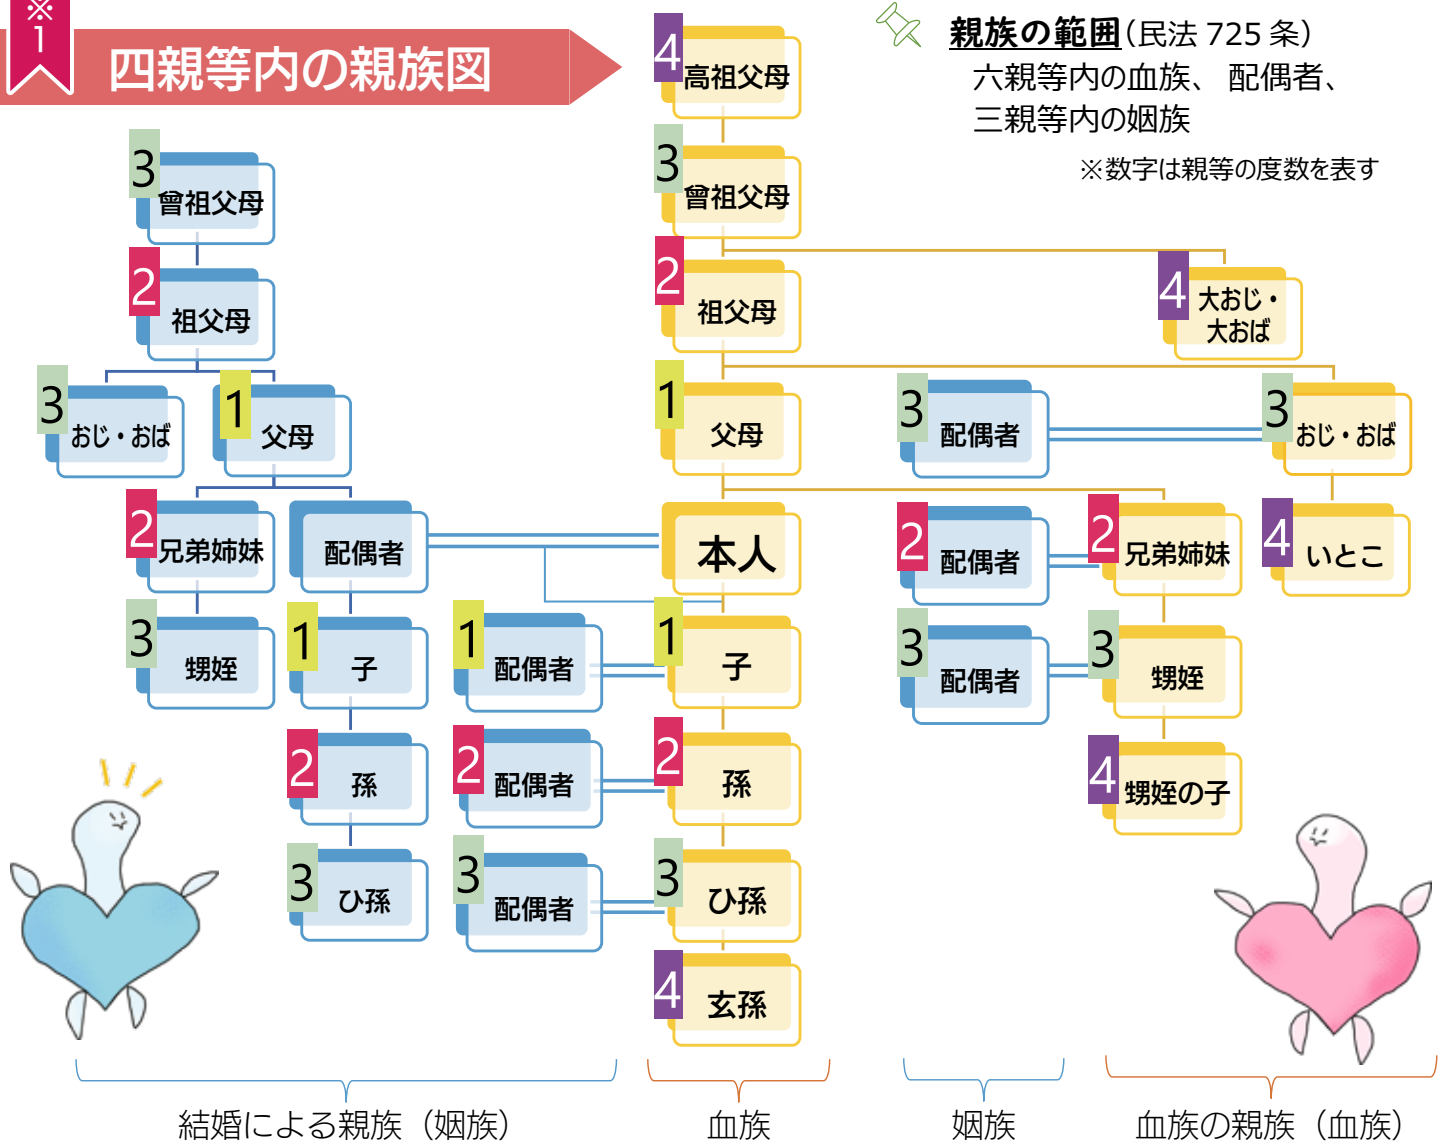 ※
1
四親等内の親族図
親族の範囲(民法 725 条)
六親等内の血族、 配偶者、
三親等内の姻族
※数字は親等の度数を表す
4
高祖父母
3
曾祖父母
3
曾祖父母
2
祖父母
2
祖父母
4
大おじ・
大おば
3
おじ・おば
1
父母
1
父母
3
配偶者
3
おじ・おば
2
兄弟姉妹
配偶者
本人
2
配偶者
2
兄弟姉妹
4
いとこ
3
甥姪
1
子
1
配偶者
1
子
3
配偶者
3
甥姪
2
孫
2
配偶者
2
孫
4
甥姪の子
3
ひ孫
3
配偶者
3
ひ孫
4
玄孫
結婚による親族（姻族）
血族
姻族
血族の親族（血族）